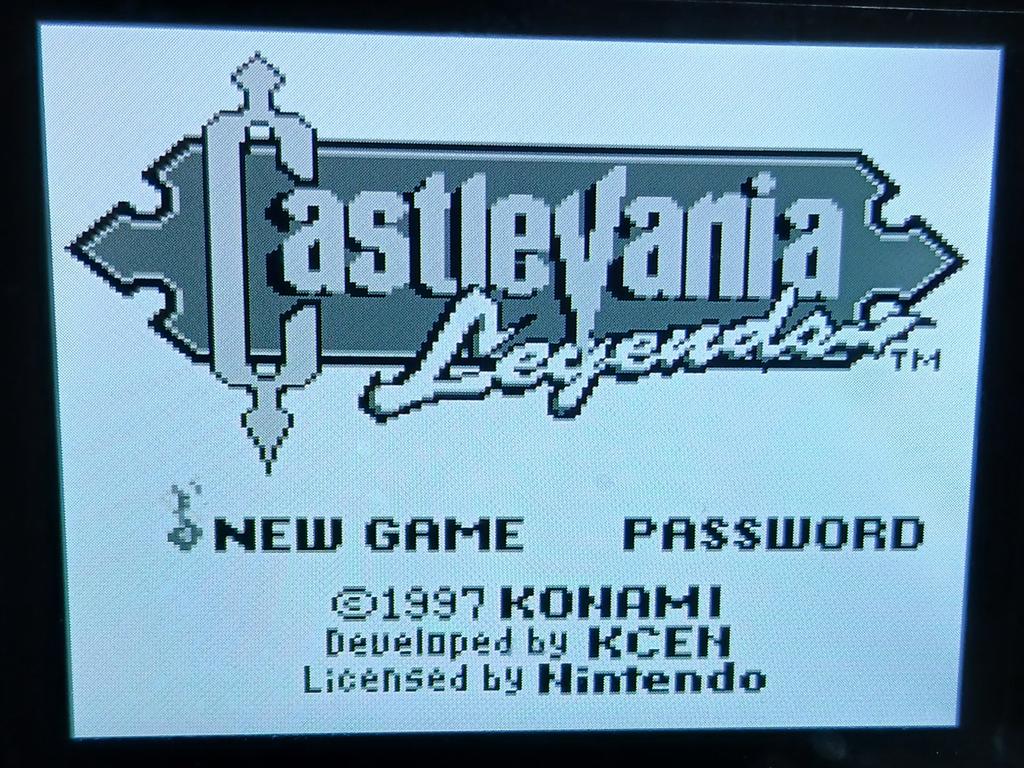 Castlevania
Legends
TM
NEW GAME PASSWORD
©1997 KONAMI
Developed by KCEN
Licensed by Nintendo